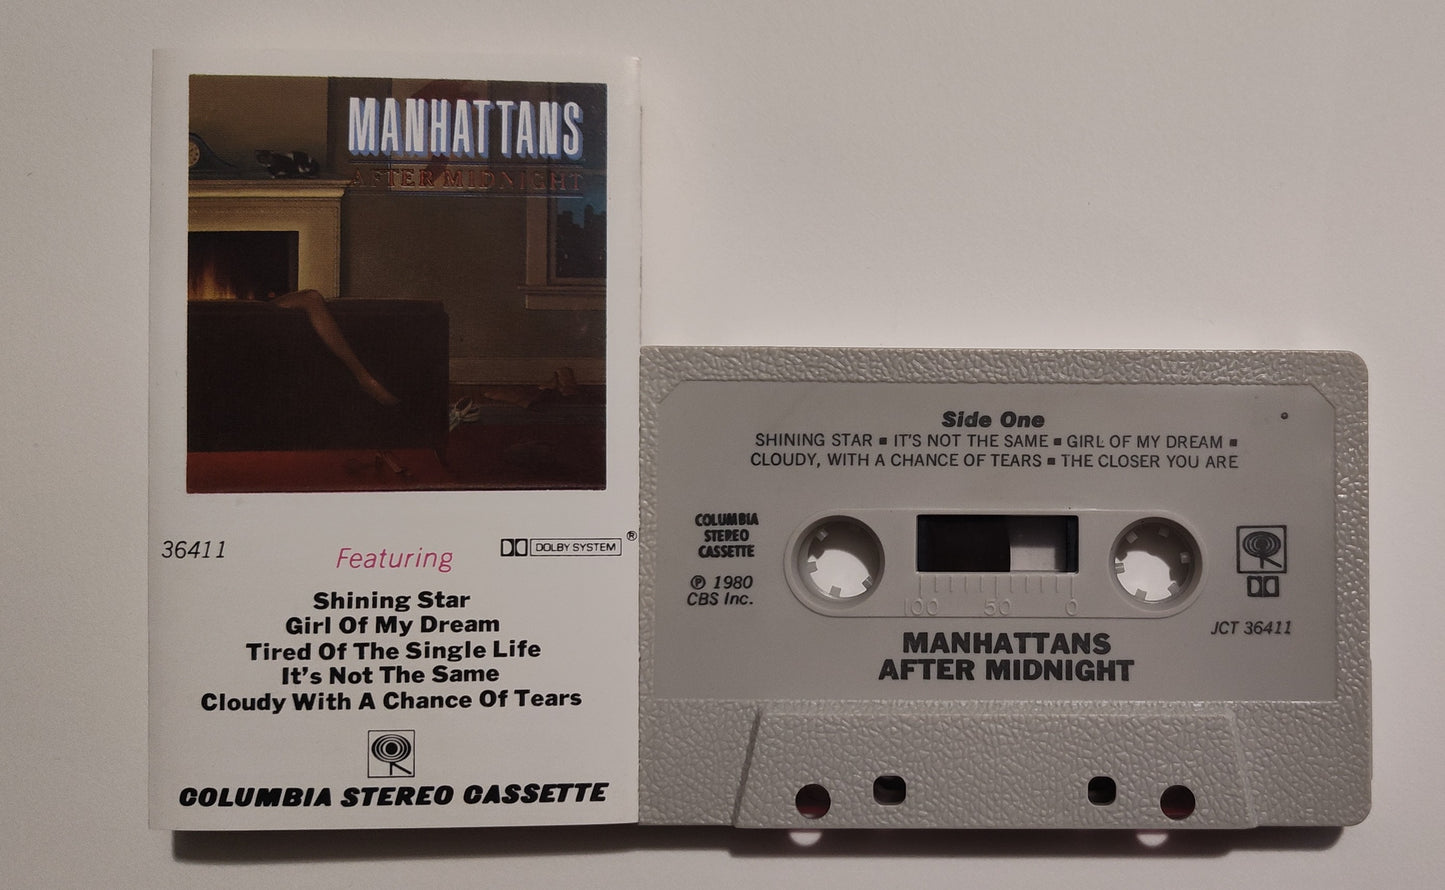 MANHATTANS
AFTER MIDNIGHT
36411
Featuring
DOLBY SYSTEM ®
Shining Star
Girl Of My Dream
Tired Of The Single Life
It's Not The Same
Cloudy With A Chance Of Tears
COLUMBIA STEREO CASSETTE
Side One
SHINING STAR ▪ IT'S NOT THE SAME ▪ GIRL OF MY DREAM ▪
CLOUDY, WITH A CHANCE OF TEARS ▪ THE CLOSER YOU ARE
COLUMBIA
STEREO
CASSETTE
℗ 1980
CBS Inc.
100 50 0
JCT 36411
MANHATTANS
AFTER MIDNIGHT